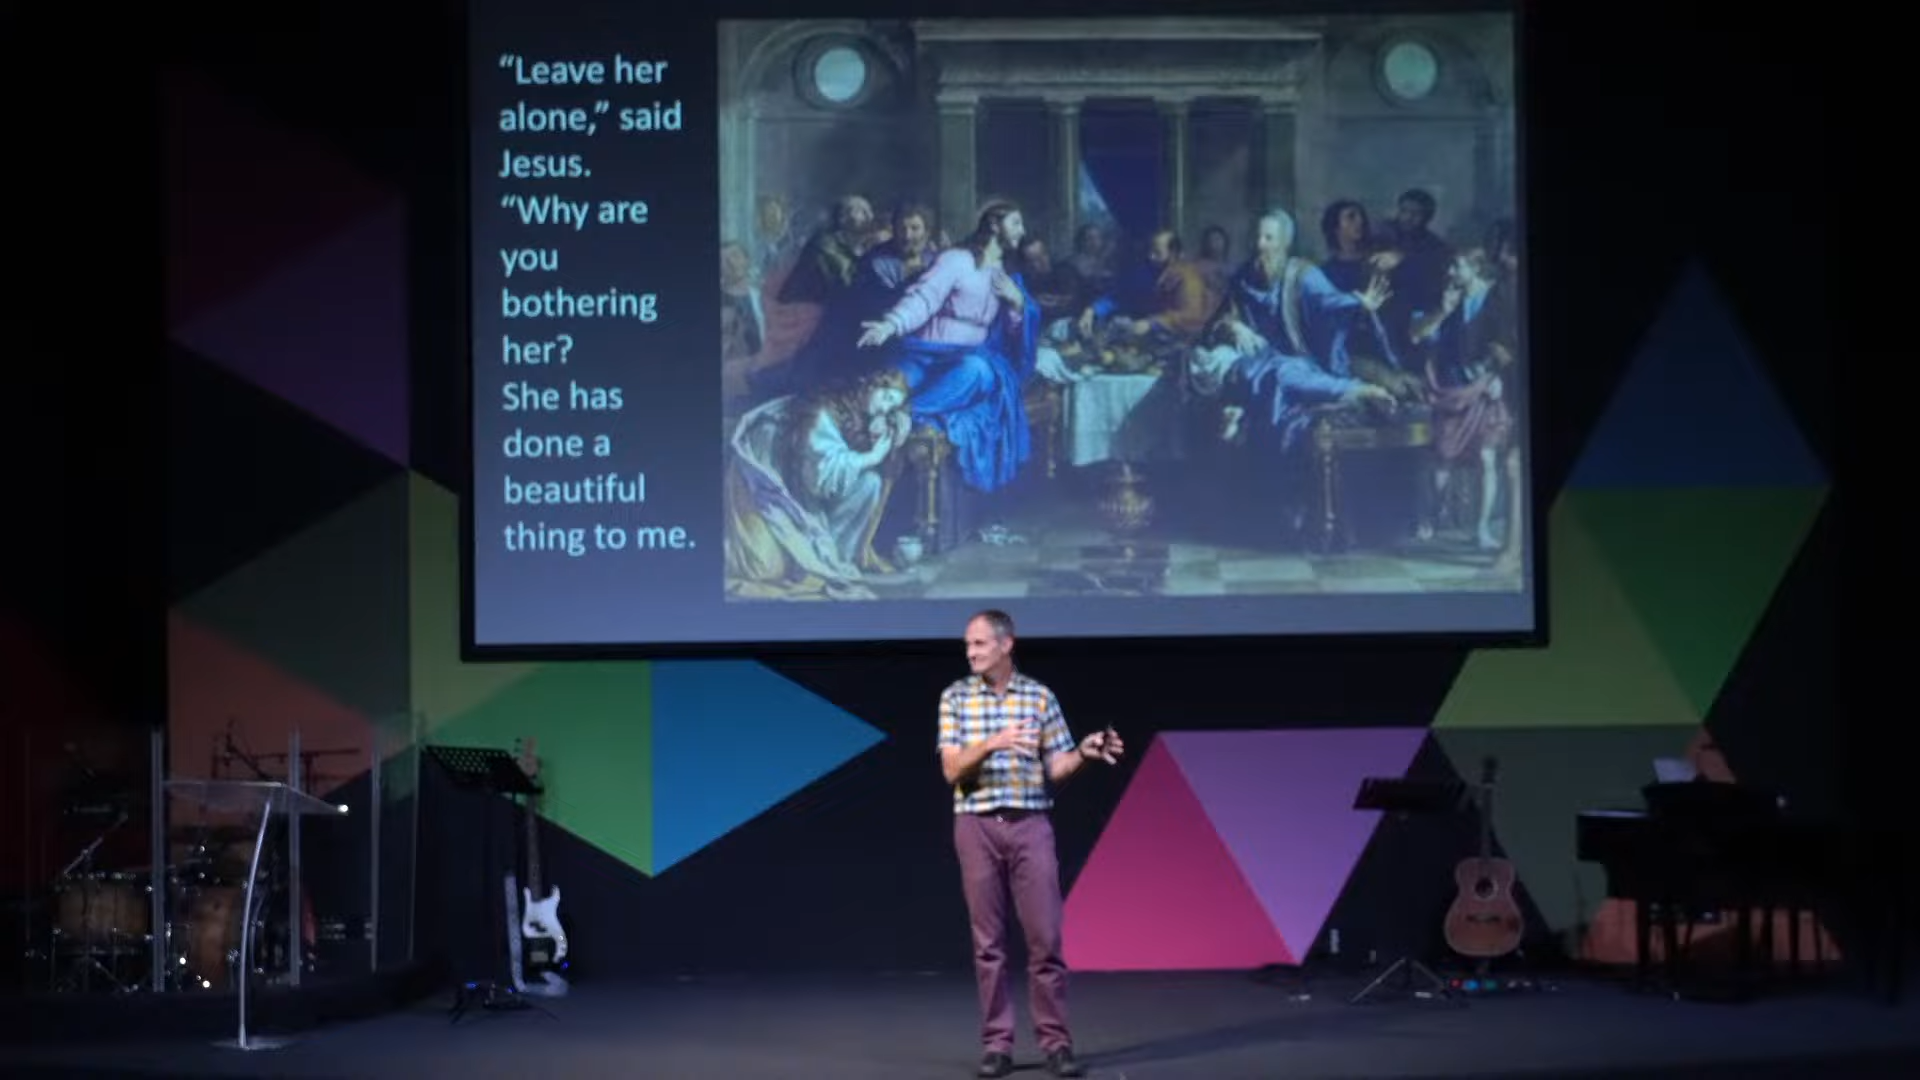 “Leave her
alone,” said
Jesus.
“Why are
you
bothering
her?
She has
done a
beautiful
thing to me.